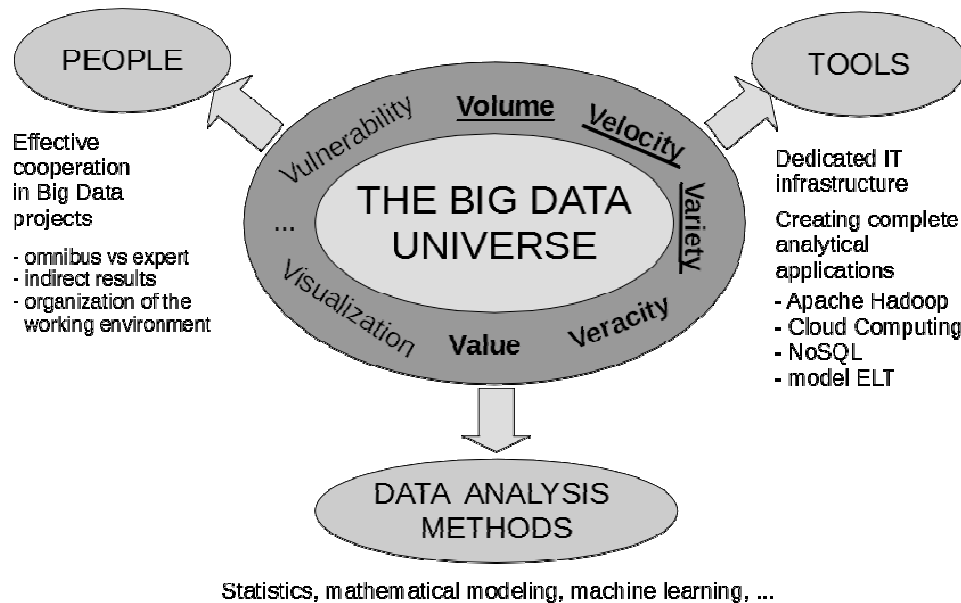 PEOPLE
Effective
cooperation
in Big Data
projects
- omnibus vs expert
- indirect results
- organization of the
working environment
Vulnerability
Volume
Velocity
Variety
Veracity
Value
Visualization
...
THE BIG DATA
UNIVERSE
TOOLS
Dedicated IT
infrastructure
Creating complete
analytical
applications
- Apache Hadoop
- Cloud Computing
- NoSQL
- model ELT
DATA ANALYSIS
METHODS
Statistics, mathematical modeling, machine learning, ...